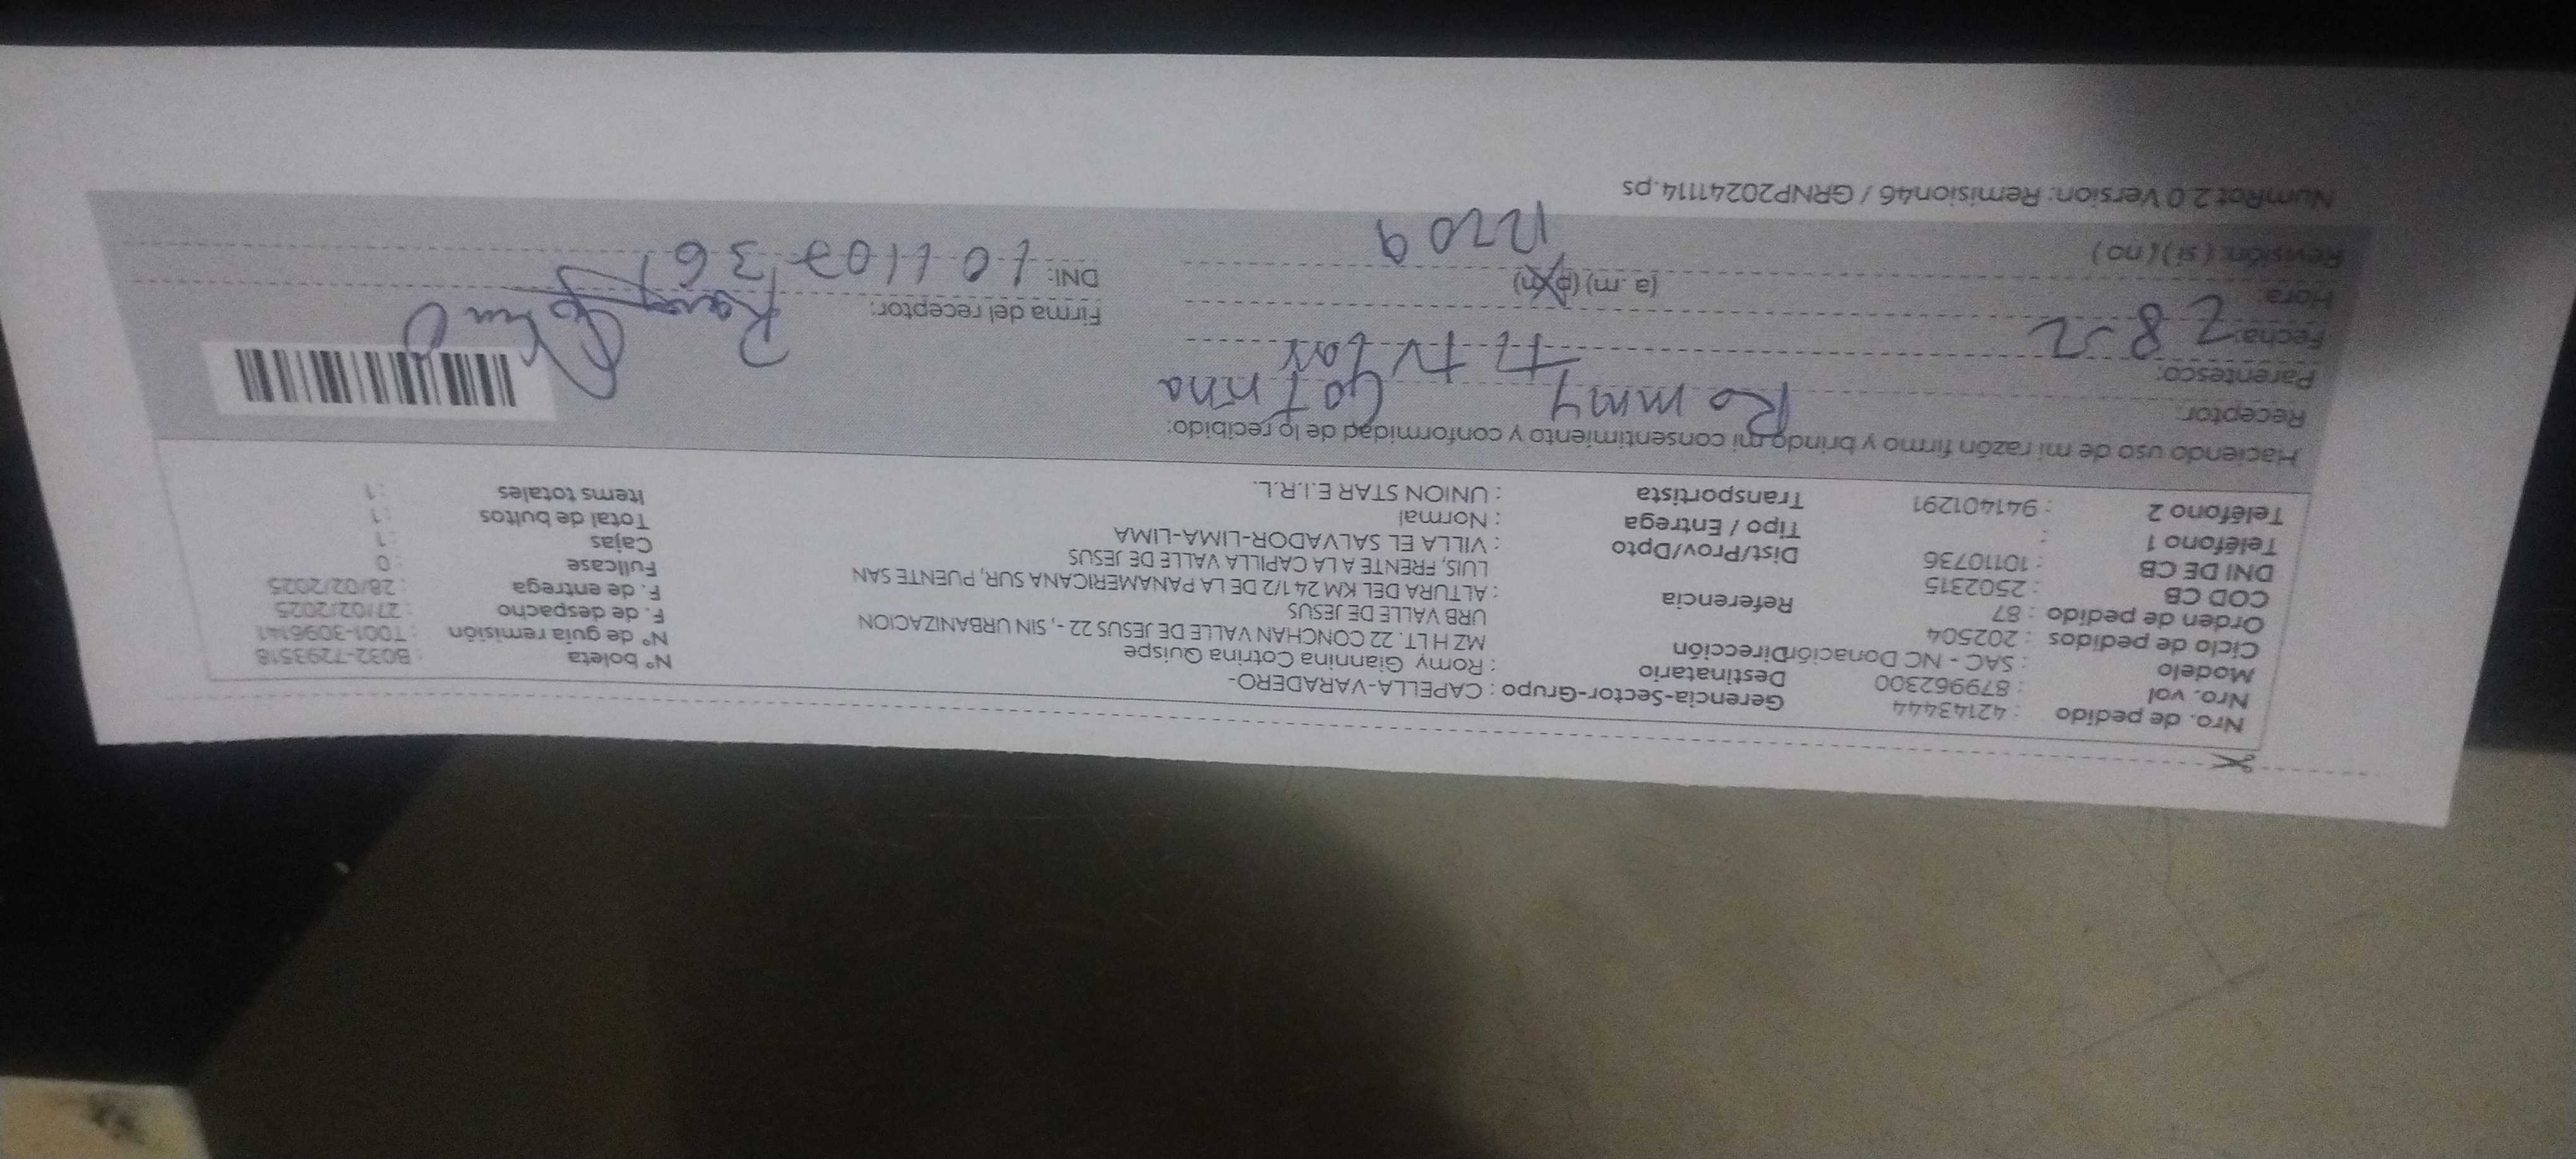 Nro. de pedido : 42143444
Nro. vol : 879962300
Modelo : SAC - NC Donación
Ciclo de pedidos : 202504
Orden de pedido : 87
COD CB : 2502315
DNI DE CB : 10110736
Teléfono 1 :
Teléfono 2 : 941401291
Gerencia-Sector-Grupo : CAPELLA-VARADERO-
Destinatario : Romy Giannina Cotrina Quispe
Dirección MZ H LT. 22 CONCHAN VALLE DE JESUS 22 -, SIN URBANIZACION
URB VALLE DE JESUS
Referencia : ALTURA DEL KM 24 1/2 DE LA PANAMERICANA SUR, PUENTE SAN
LUIS, FRENTE A LA CAPILLA VALLE DE JESUS
Dist/Prov/Dpto : VILLA EL SALVADOR-LIMA-LIMA
Tipo / Entrega : Normal
Transportista : UNION STAR E.I.R.L.
N° boleta : B032-7293518
N° de guía remisión : T001-3096141
F. de despacho : 27/02/2025
F. de entrega : 28/02/2025
Fullcase : 0
Cajas : 1
Total de bultos : 1
Items totales : 1
Haciendo uso de mi razón firmo y brindo mi consentimiento y conformidad de lo recibido:
Receptor: Rommy
Parentesco:
Fecha: 28-2
Hora: (a. m) (p. m)
Revisión: (si) (no)
Firma del receptor:
DNI: 10110736
NumRot 2.0 Version: Remision46 / GRNP20241114.ps